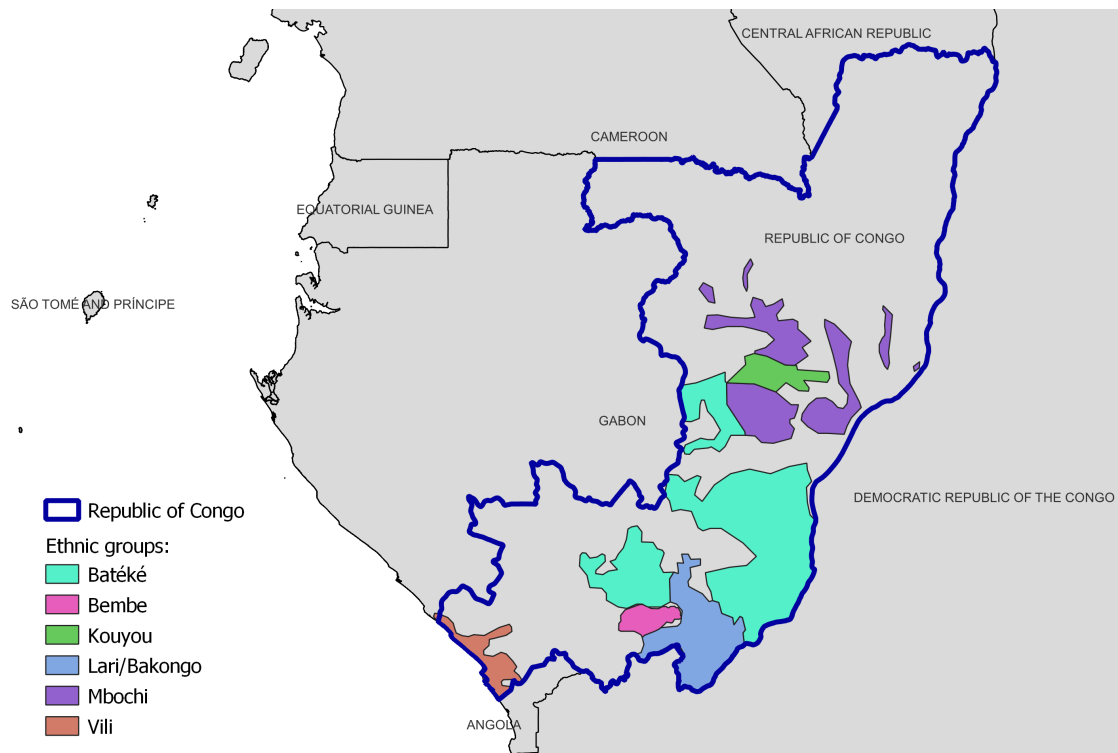 CENTRAL AFRICAN REPUBLIC
CAMEROON
EQUATORIAL GUINEA
REPUBLIC OF CONGO
SÃO TOMÉ AND PRÍNCIPE
GABON
DEMOCRATIC REPUBLIC OF THE CONGO
Republic of Congo
Ethnic groups:
Batéké
Bembe
Kouyou
Lari/Bakongo
Mbochi
Vili
ANGOLA